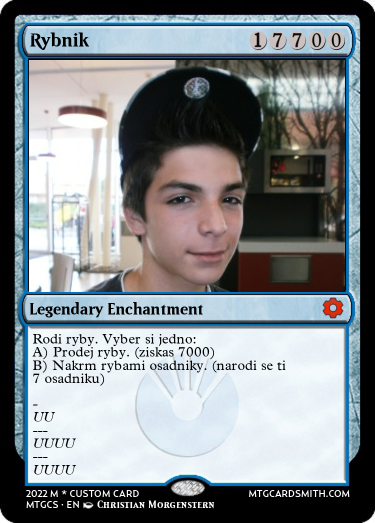 Rybnik
1 7 7 0 0
Legendary Enchantment
Rodi ryby. Vyber si jedno:
A) Prodej ryby. (ziskas 7000)
B) Nakrm rybami osadniky. (narodi se ti
7 osadniku)
-
UU
---
UUUU
---
UUUU
2022 M * CUSTOM CARD
MTGCARDSMITH.COM
MTGCS · EN Christian Morgenstern